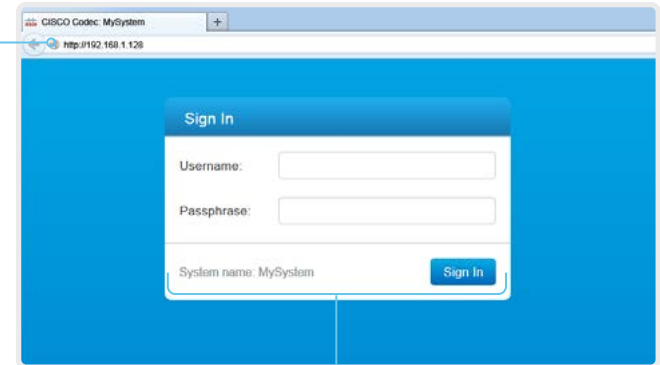 CISCO Codec: MySystem
+
http://192.168.1.128
Sign In
Username:
Passphrase:
System name: MySystem
Sign In